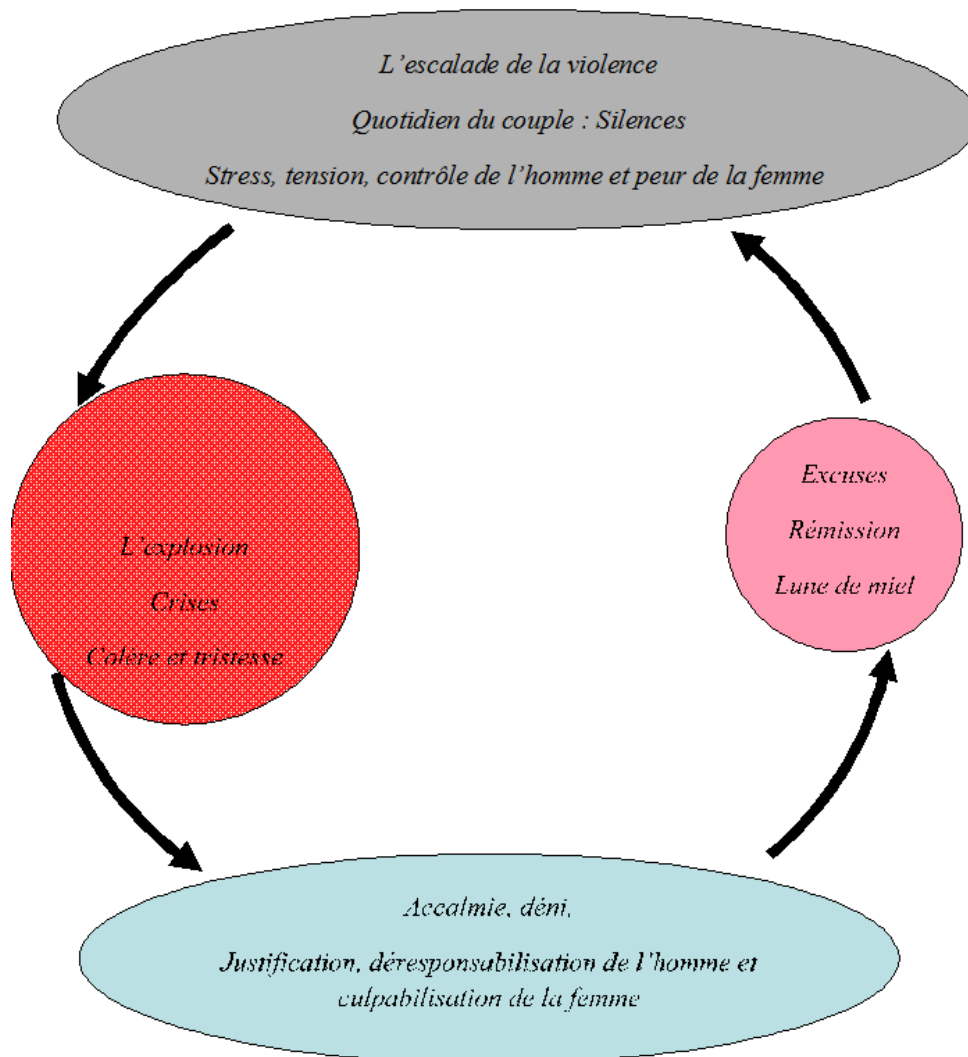 L’escalade de la violence
Quotidien du couple : Silences
Stress, tension, contrôle de l’homme et peur de la femme
L’explosion
Crises
Colère et tristesse
Excuses
Rémission
Lune de miel
Accalmie, déni,
Justification, déresponsabilisation de l’homme et
culpabilisation de la femme